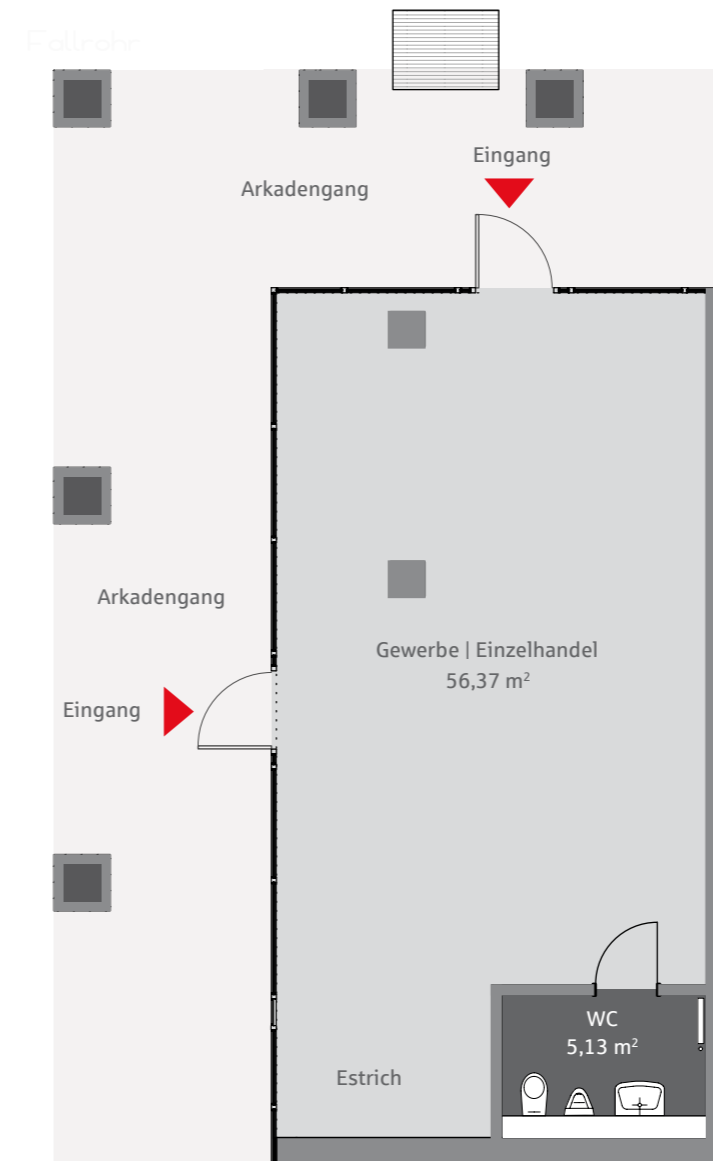 Fallrohr
Eingang
Arkadengang
Arkadengang
Gewerbe | Einzelhandel
56,37 m²
Eingang
WC
5,13 m²
Estrich